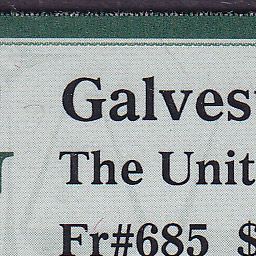 Galves
The Unit
Fr#685 $